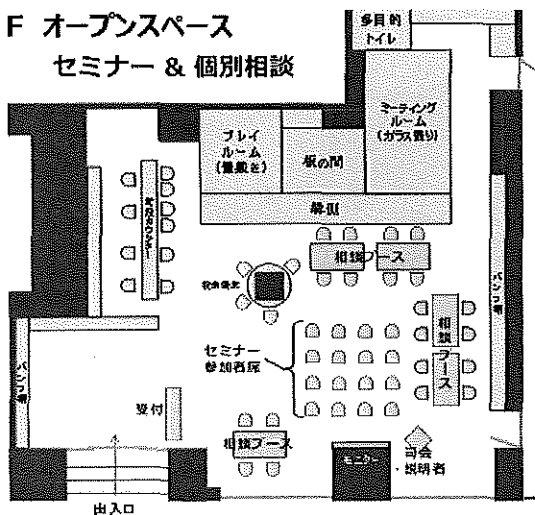 F オープンスペース
セミナー & 個別相談
多目的
トイレ
ミーティング
ルーム
(ガラス張り)
プレイ
ルーム
(畳敷き)
板の間
縁側
相談ブース
相談
ブース
パンフ棚
セミナー
参加者席
パンフ棚
受付
相談ブース
モニター
司会
・説明者
出入口